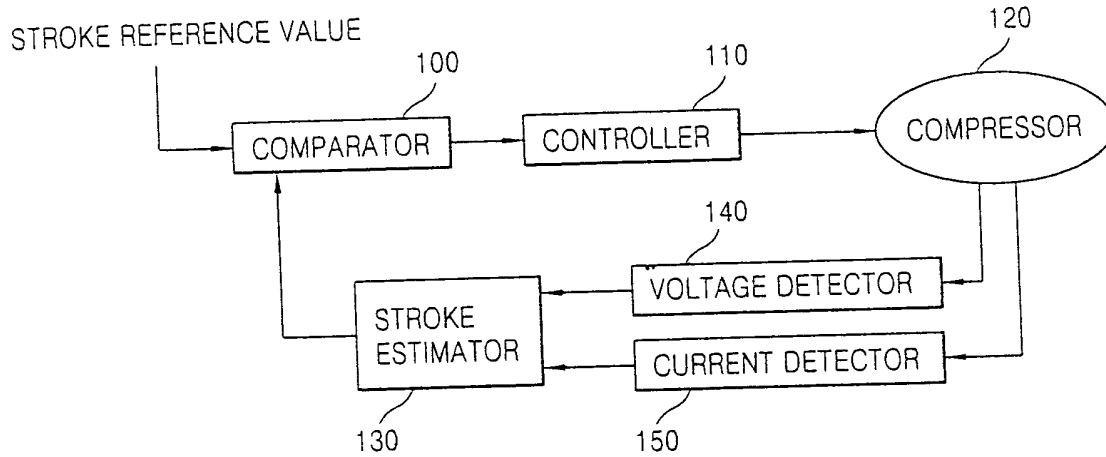 STROKE REFERENCE VALUE
100
110
120
COMPARATOR
CONTROLLER
COMPRESSOR
140
VOLTAGE DETECTOR
STROKE
ESTIMATOR
CURRENT DETECTOR
130
150